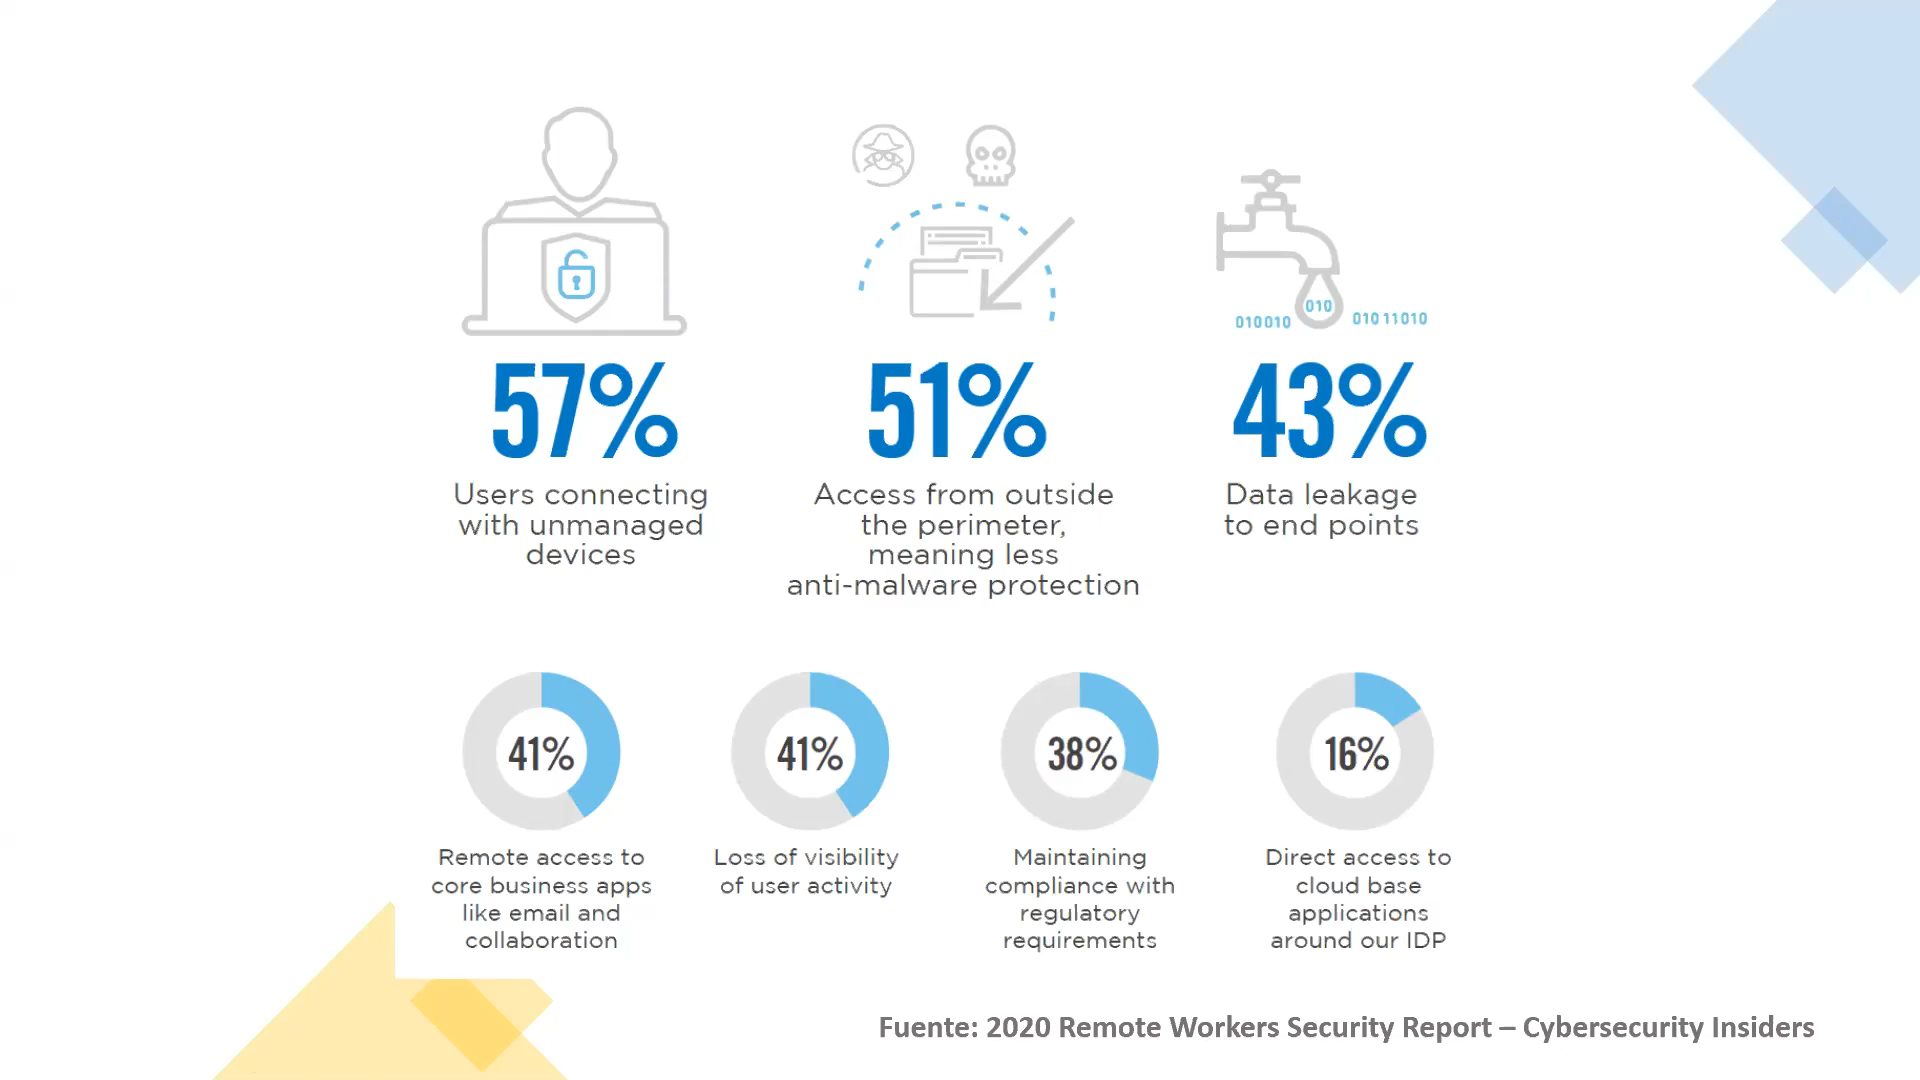 010
010010
01011010
57%
51%
43%
Users connecting
with unmanaged
devices
Access from outside
the perimeter,
meaning less
anti-malware protection
Data leakage
to end points
41%
41%
38%
16%
Remote access to
core business apps
like email and
collaboration
Loss of visibility
of user activity
Maintaining
compliance with
regulatory
requirements
Direct access to
cloud base
applications
around our IDP
Fuente: 2020 Remote Workers Security Report – Cybersecurity Insiders